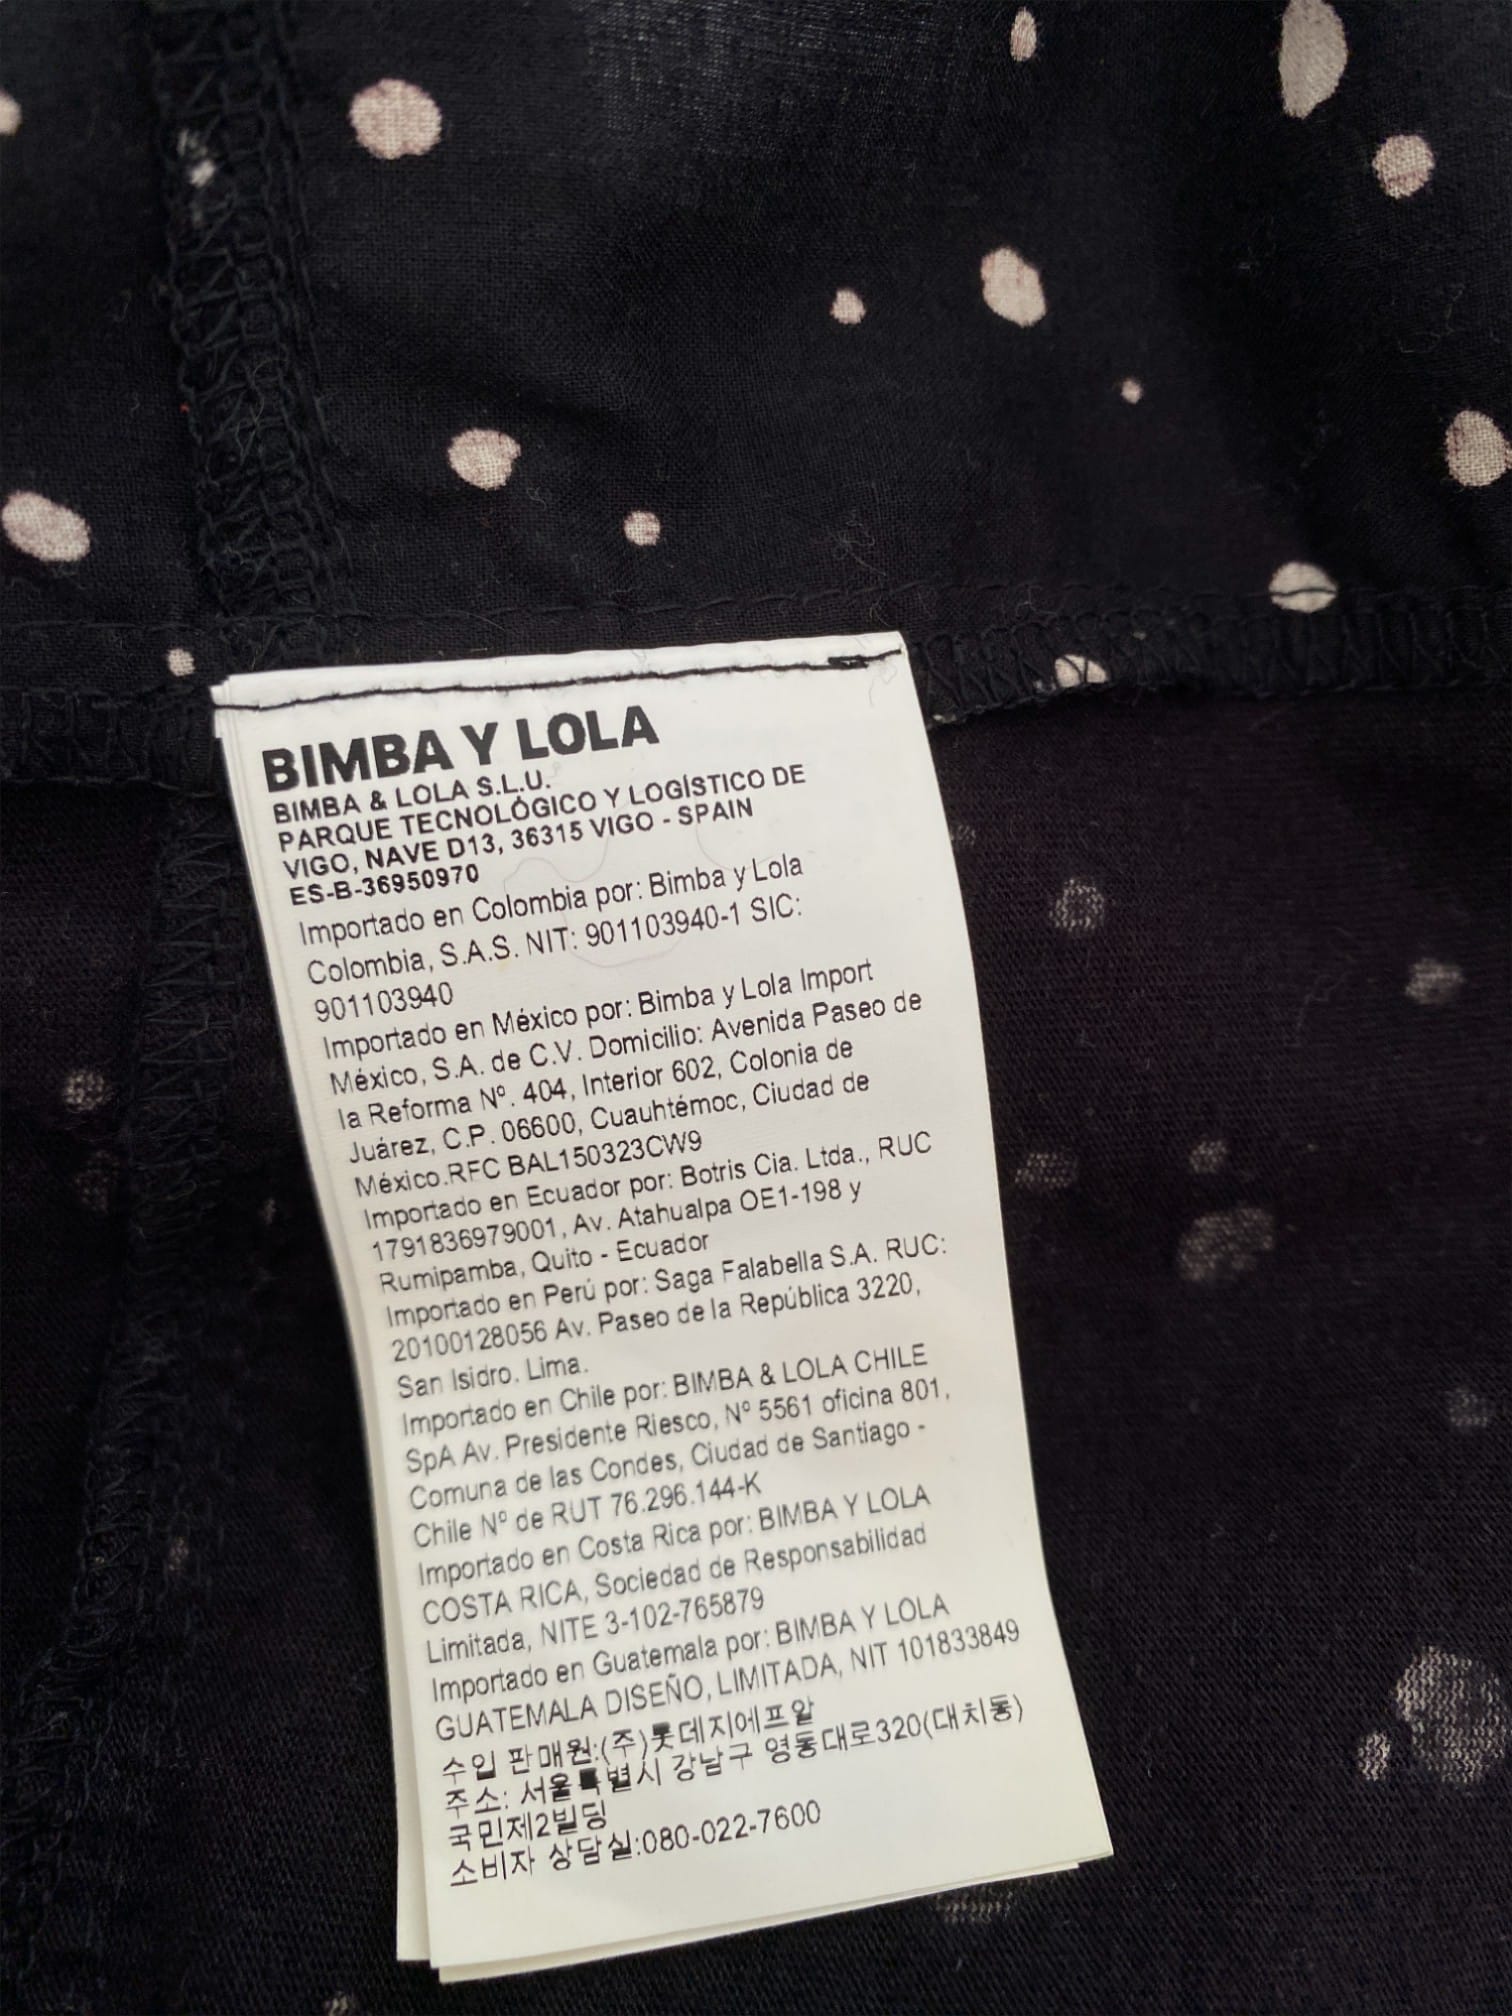 BIMBA Y LOLA
BIMBA & LOLA S.L.U.
PARQUE TECNOLÓGICO Y LOGÍSTICO DE
VIGO, NAVE D13, 36315 VIGO - SPAIN
ES-B-36950970
Importado en Colombia por: Bimba y Lola
Colombia, S.A.S. NIT: 901103940-1 SIC:
901103940
Importado en México por: Bimba y Lola Import
México, S.A. de C.V. Domicilio: Avenida Paseo de
la Reforma Nº. 404, Interior 602, Colonia de
Juárez, C.P. 06600, Cuauhtémoc, Ciudad de
México.RFC BAL150323CW9
Importado en Ecuador por: Botris Cia. Ltda., RUC
1791836979001, Av. Atahualpa OE1-198 y
Rumipamba, Quito - Ecuador
Importado en Perú por: Saga Falabella S.A. RUC:
20100128056 Av. Paseo de la República 3220,
San Isidro. Lima.
Importado en Chile por: BIMBA & LOLA CHILE
SpA Av. Presidente Riesco, Nº 5561 oficina 801,
Comuna de las Condes, Ciudad de Santiago -
Chile Nº de RUT 76.296.144-K
Importado en Costa Rica por: BIMBA Y LOLA
COSTA RICA, Sociedad de Responsabilidad
Limitada, NITE 3-102-765879
Importado en Guatemala por: BIMBA Y LOLA
GUATEMALA DISEÑO, LIMITADA, NIT 101833849
수입 판매원:(주)롯데지에프알
주소: 서울특별시 강남구 영동대로320(대치동)
국민제2빌딩
소비자 상담실:080-022-7600